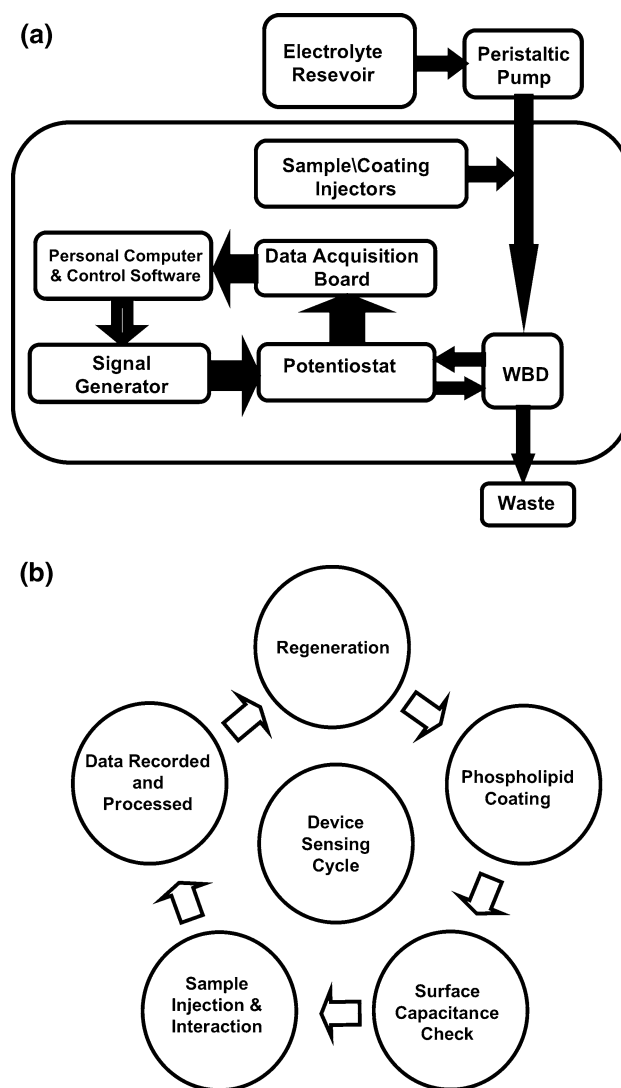 (a)
Electrolyte
Resevoir
Peristaltic
Pump
Sample\Coating
Injectors
Personal Computer
& Control Software
Data Acquisition
Board
Signal
Generator
Potentiostat
WBD
Waste
(b)
Regeneration
Data Recorded
and
Processed
Phospholipid
Coating
Device
Sensing
Cycle
Sample
Injection &
Interaction
Surface
Capacitance
Check